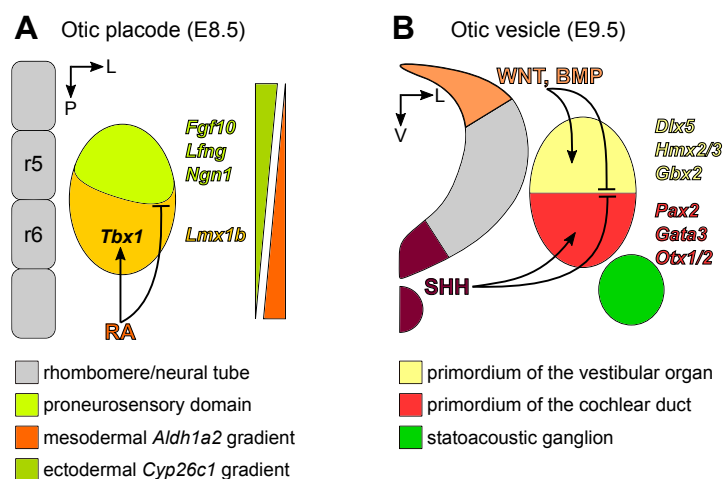 A Otic placode (E8.5)
L
P
r5
r6
Fgf10
Lfng
Ngn1
Tbx1
Lmx1b
RA
rhombomere/neural tube
proneurosensory domain
mesodermal Aldh1a2 gradient
ectodermal Cyp26c1 gradient
B Otic vesicle (E9.5)
WNT, BMP
L
V
Dlx5
Hmx2/3
Gbx2
Pax2
Gata3
Otx1/2
SHH
primordium of the vestibular organ
primordium of the cochlear duct
statoacoustic ganglion